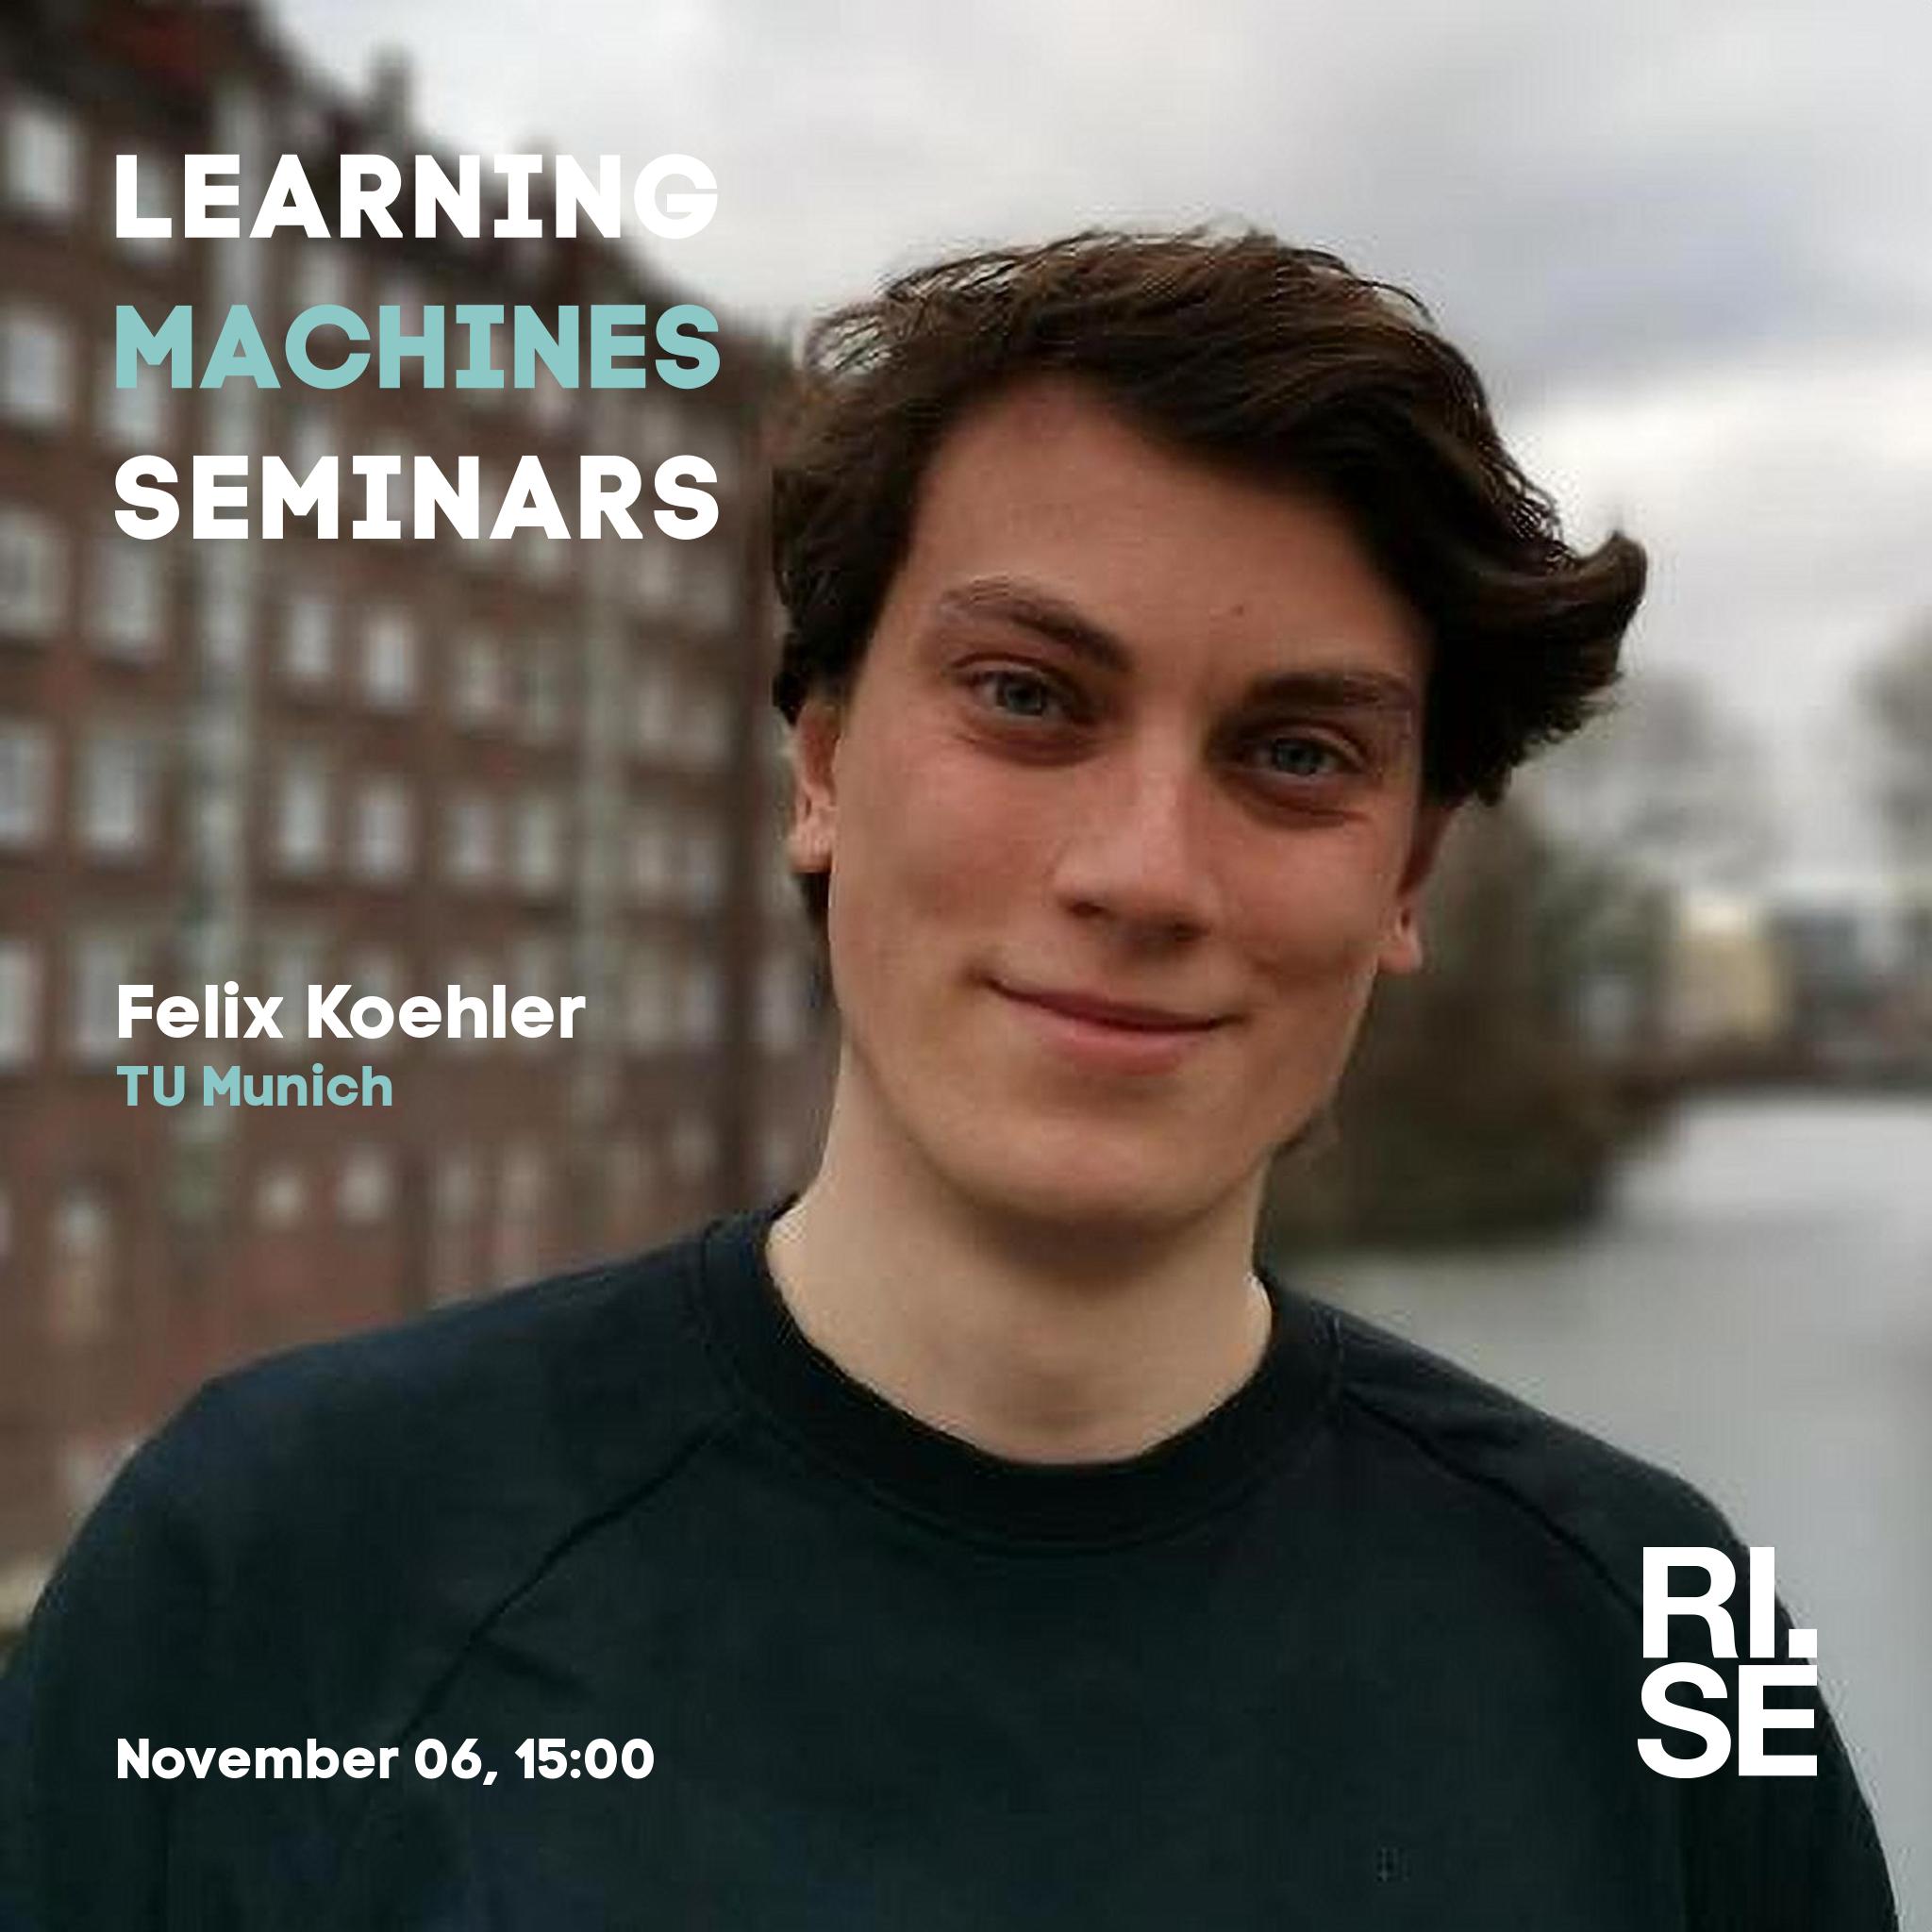 LEARNING
MACHINES
SEMINARS
Felix Koehler
TU Munich
November 06, 15:00
RI.
SE